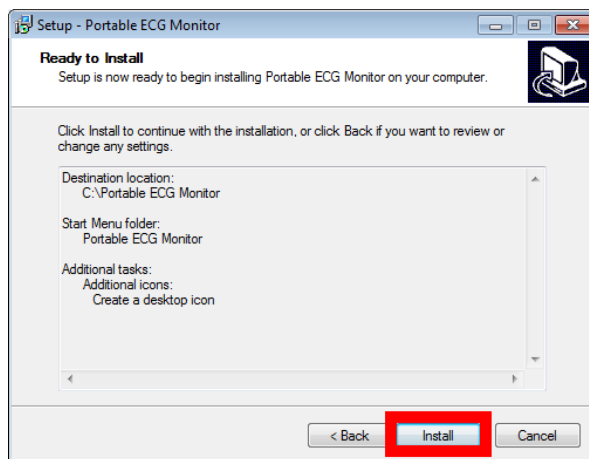 Setup - Portable ECG Monitor
Ready to Install
Setup is now ready to begin installing Portable ECG Monitor on your computer.
Click Install to continue with the installation, or click Back if you want to review or
change any settings.
Destination location:
C:\Portable ECG Monitor
Start Menu folder:
Portable ECG Monitor
Additional tasks:
Additional icons:
Create a desktop icon
< Back Install Cancel